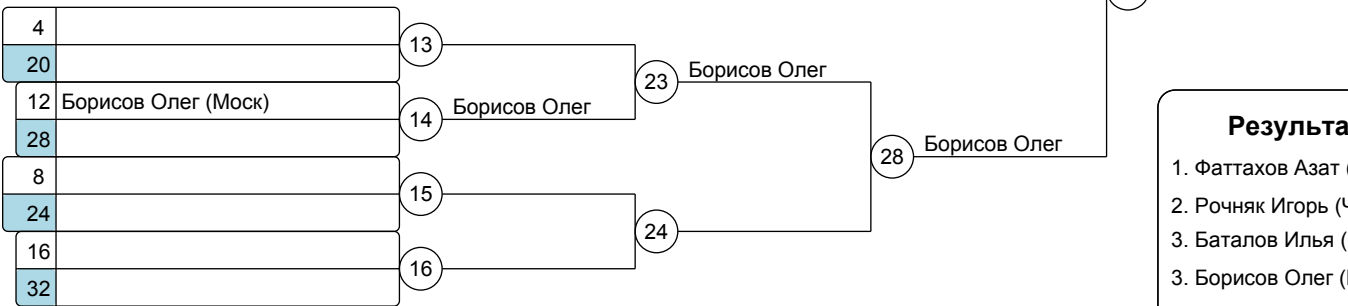 4
13
20
23 Борисов Олег
12 Борисов Олег (Моск)
14 Борисов Олег
28
28 Борисов Олег
8
15
24
24
16
16
32
1. Фаттахов Азат (
2. Рочняк Игорь (
3. Баталов Илья (
3. Борисов Олег (